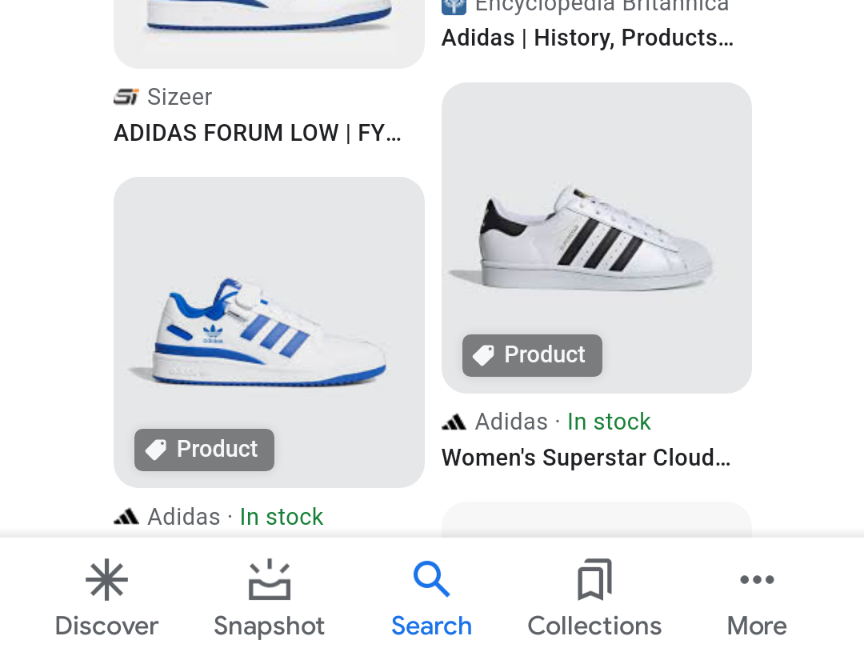 Encyclopedia Britannica
Adidas | History, Products…
Sizeer
ADIDAS FORUM LOW | FY…
Product
Adidas · In stock
Product
Adidas · In stock
Women's Superstar Cloud…
Discover
Snapshot
Search
Collections
More